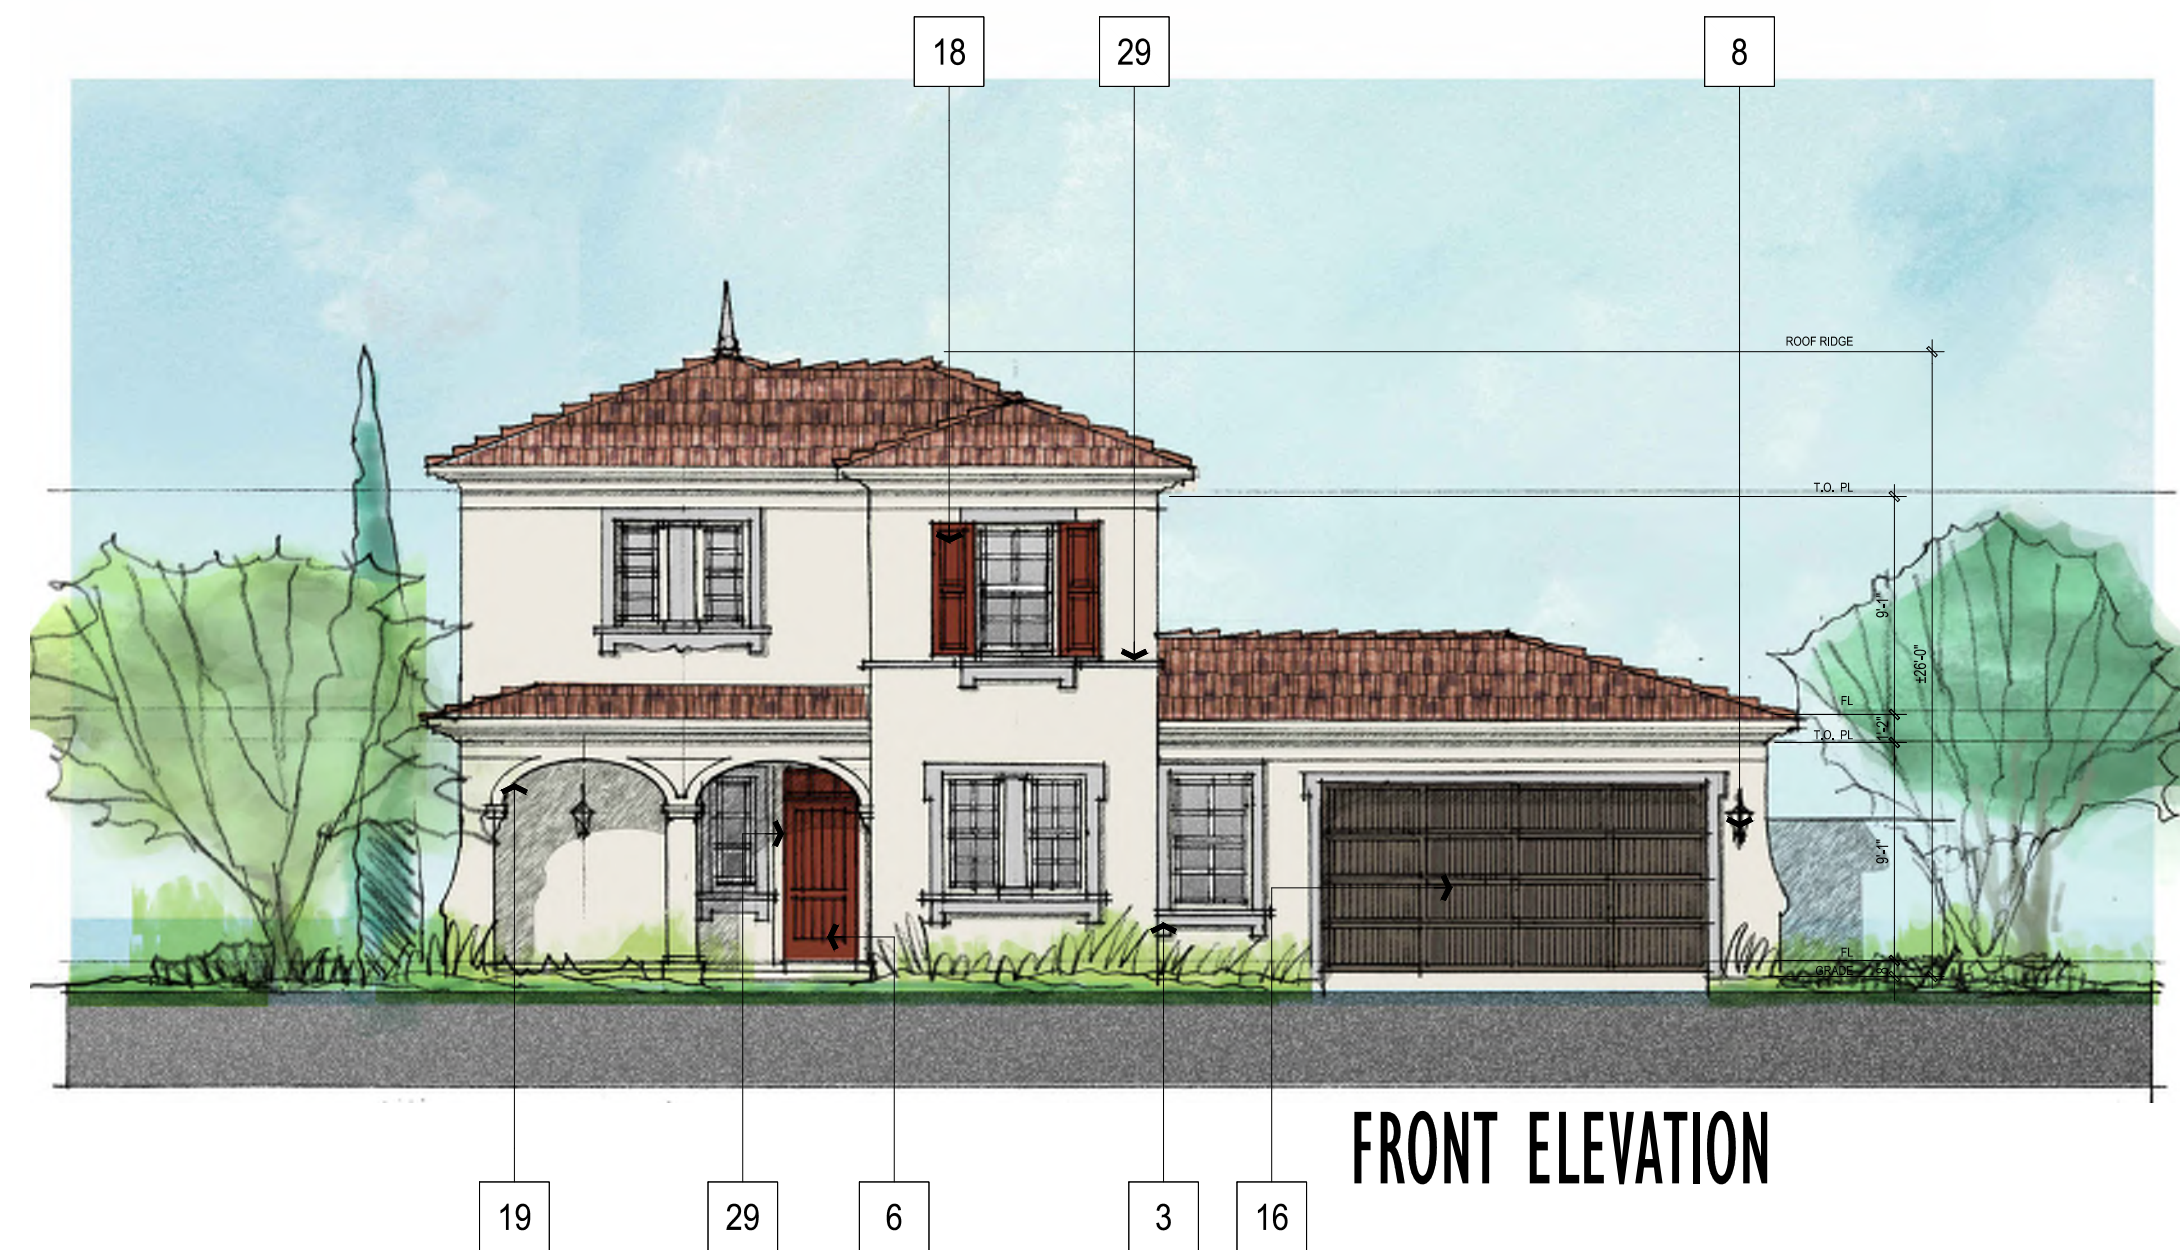 18
29
8
ROOF RIDGE
T.O. PL
9'-1"
±26'-0"
FL
1'-2"
T.O. PL
9'-1"
FL
GRADE
8"
FRONT ELEVATION
19
29
6
3
16